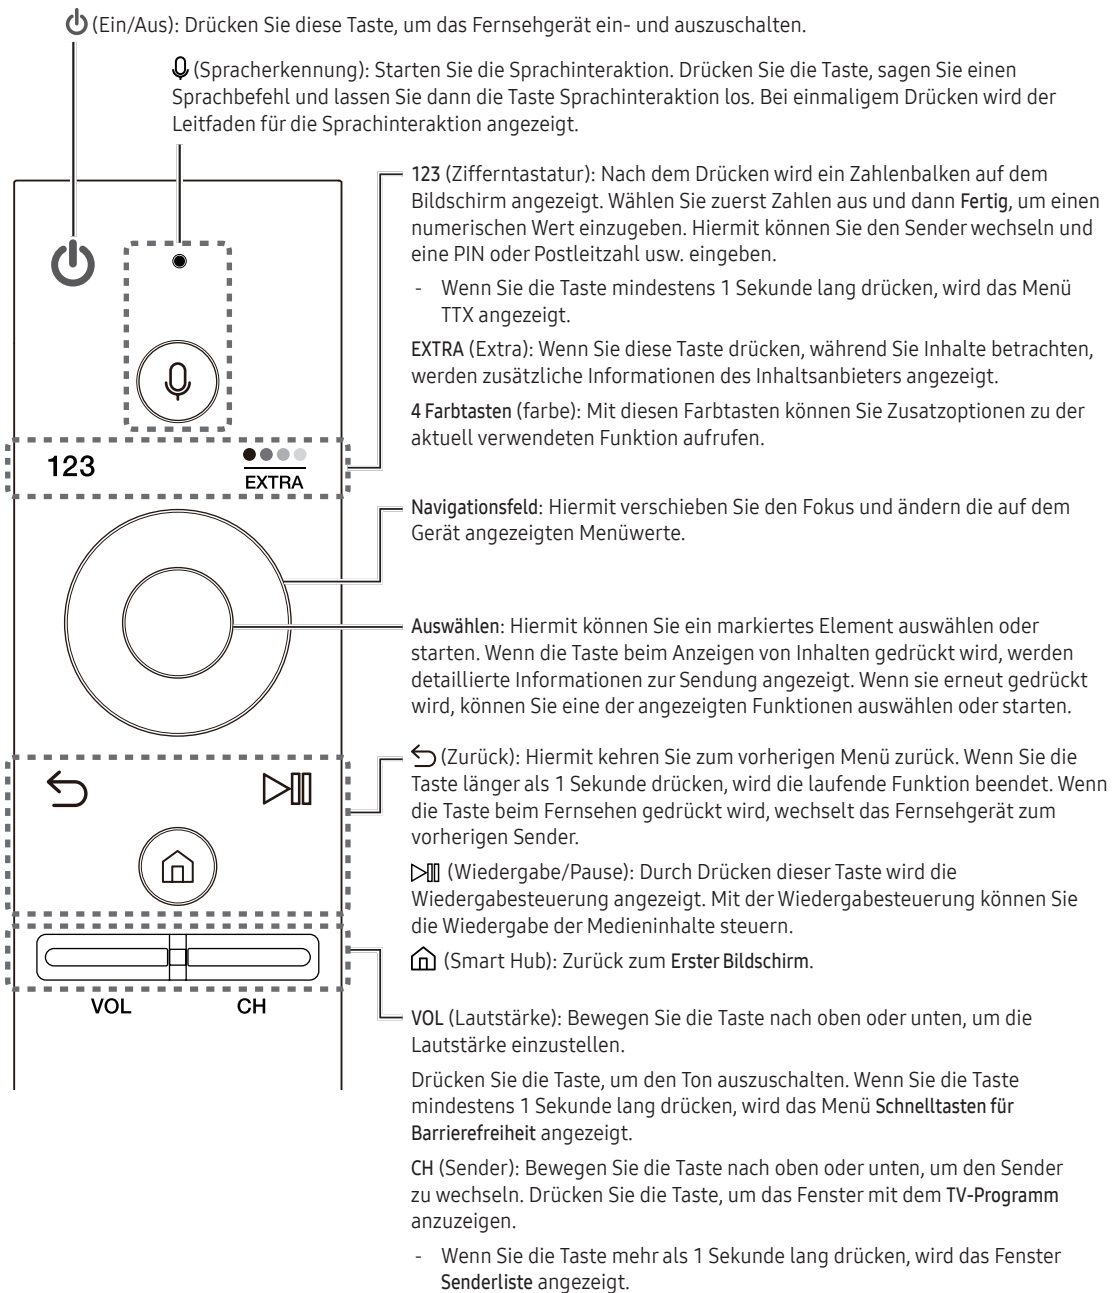 (Ein/Aus): Drücken Sie diese Taste, um das Fernsehgerät ein- und auszuschalten.
(Spracherkennung): Starten Sie die Sprachinteraktion. Drücken Sie die Taste, sagen Sie einen
Sprachbefehl und lassen Sie dann die Taste Sprachinteraktion los. Bei einmaligem Drücken wird der
Leitfaden für die Sprachinteraktion angezeigt.
123 (Zifferntastatur): Nach dem Drücken wird ein Zahlenbalken auf dem
Bildschirm angezeigt. Wählen Sie zuerst Zahlen aus und dann Fertig, um einen
numerischen Wert einzugeben. Hiermit können Sie den Sender wechseln und
eine PIN oder Postleitzahl usw. eingeben.
- Wenn Sie die Taste mindestens 1 Sekunde lang drücken, wird das Menü
TTX angezeigt.
EXTRA (Extra): Wenn Sie diese Taste drücken, während Sie Inhalte betrachten,
werden zusätzliche Informationen des Inhaltsanbieters angezeigt.
4 Farbtasten (farbe): Mit diesen Farbtasten können Sie Zusatzoptionen zu der
aktuell verwendeten Funktion aufrufen.
123
EXTRA
Navigationsfeld: Hiermit verschieben Sie den Fokus und ändern die auf dem
Gerät angezeigten Menüwerte.
Auswählen: Hiermit können Sie ein markiertes Element auswählen oder
starten. Wenn die Taste beim Anzeigen von Inhalten gedrückt wird, werden
detaillierte Informationen zur Sendung angezeigt. Wenn sie erneut gedrückt
wird, können Sie eine der angezeigten Funktionen auswählen oder starten.
(Zurück): Hiermit kehren Sie zum vorherigen Menü zurück. Wenn Sie die
Taste länger als 1 Sekunde drücken, wird die laufende Funktion beendet. Wenn
die Taste beim Fernsehen gedrückt wird, wechselt das Fernsehgerät zum
vorherigen Sender.
(Wiedergabe/Pause): Durch Drücken dieser Taste wird die
Wiedergabesteuerung angezeigt. Mit der Wiedergabesteuerung können Sie
die Wiedergabe der Medieninhalte steuern.
(Smart Hub): Zurück zum Erster Bildschirm.
VOL CH
VOL (Lautstärke): Bewegen Sie die Taste nach oben oder unten, um die
Lautstärke einzustellen.
Drücken Sie die Taste, um den Ton auszuschalten. Wenn Sie die Taste
mindestens 1 Sekunde lang drücken, wird das Menü Schnelltasten für
Barrierefreiheit angezeigt.
CH (Sender): Bewegen Sie die Taste nach oben oder unten, um den Sender
zu wechseln. Drücken Sie die Taste, um das Fenster mit dem TV-Programm
anzuzeigen.
- Wenn Sie die Taste mehr als 1 Sekunde lang drücken, wird das Fenster
Senderliste angezeigt.